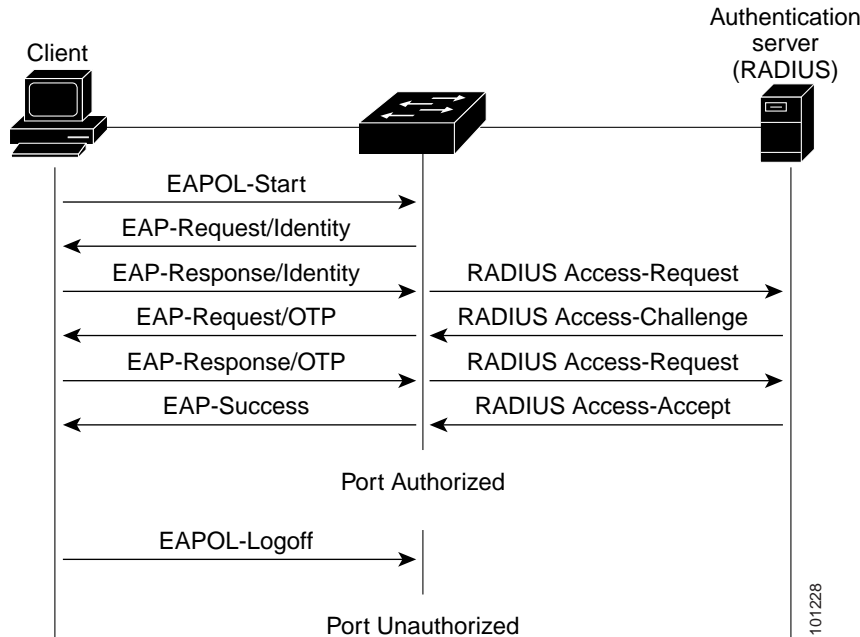 Client
Authentication
server
(RADIUS)
EAPOL-Start
EAP-Request/Identity
EAP-Response/Identity
RADIUS Access-Request
EAP-Request/OTP
RADIUS Access-Challenge
EAP-Response/OTP
RADIUS Access-Request
EAP-Success
RADIUS Access-Accept
Port Authorized
EAPOL-Logoff
Port Unauthorized
101228